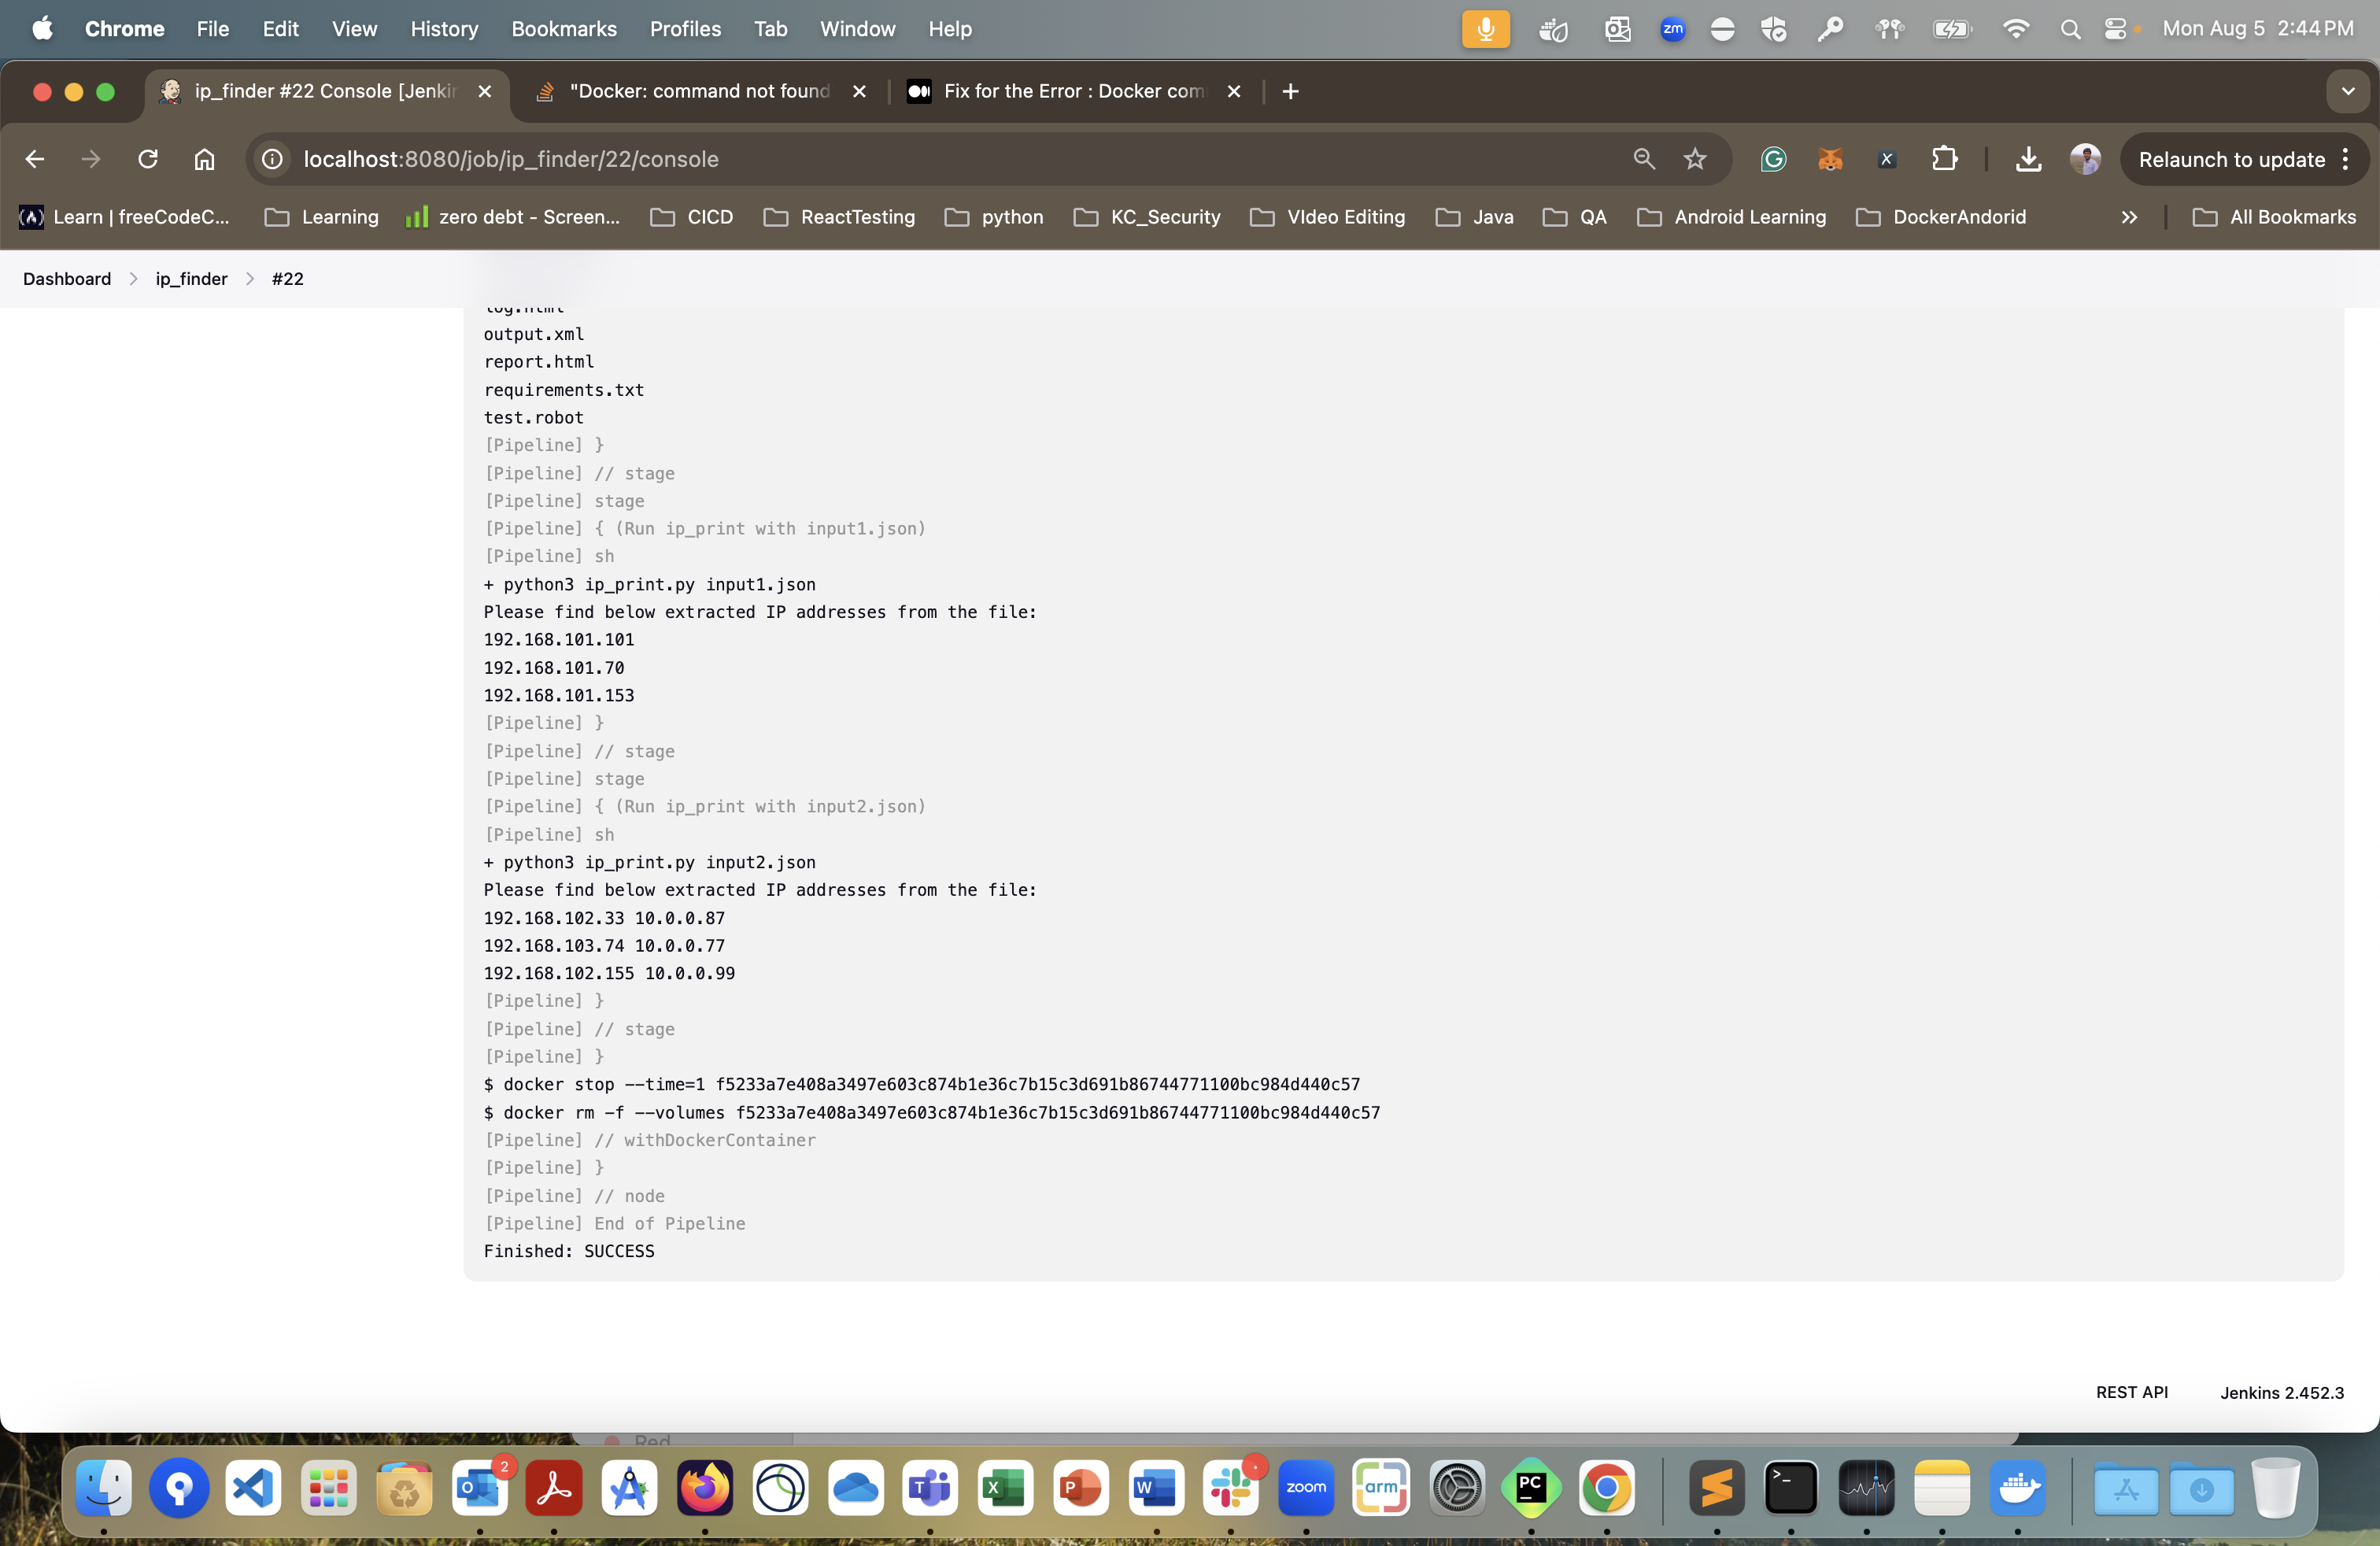 Chrome File Edit View History Bookmarks Profiles Tab Window Help zm Mon Aug 5 2:44 PM
ip_finder #22 Console [Jenkin "Docker: command not found Fix for the Error : Docker com
localhost:8080/job/ip_finder/22/console Relaunch to update
Learn | freeCodeC... Learning zero debt - Screen... CICD ReactTesting python KC_Security VIdeo Editing Java QA Android Learning DockerAndorid » All Bookmarks
Dashboard > ip_finder > #22
log.html
output.xml
report.html
requirements.txt
test.robot
[Pipeline] }
[Pipeline] // stage
[Pipeline] stage
[Pipeline] { (Run ip_print with input1.json)
[Pipeline] sh
+ python3 ip_print.py input1.json
Please find below extracted IP addresses from the file:
192.168.101.101
192.168.101.70
192.168.101.153
[Pipeline] }
[Pipeline] // stage
[Pipeline] stage
[Pipeline] { (Run ip_print with input2.json)
[Pipeline] sh
+ python3 ip_print.py input2.json
Please find below extracted IP addresses from the file:
192.168.102.33 10.0.0.87
192.168.103.74 10.0.0.77
192.168.102.155 10.0.0.99
[Pipeline] }
[Pipeline] // stage
[Pipeline] }
$ docker stop --time=1 f5233a7e408a3497e603c874b1e36c7b15c3d691b86744771100bc984d440c57
$ docker rm -f --volumes f5233a7e408a3497e603c874b1e36c7b15c3d691b86744771100bc984d440c57
[Pipeline] // withDockerContainer
[Pipeline] }
[Pipeline] // node
[Pipeline] End of Pipeline
Finished: SUCCESS
REST API Jenkins 2.452.3
Red
2 zoom arm PC